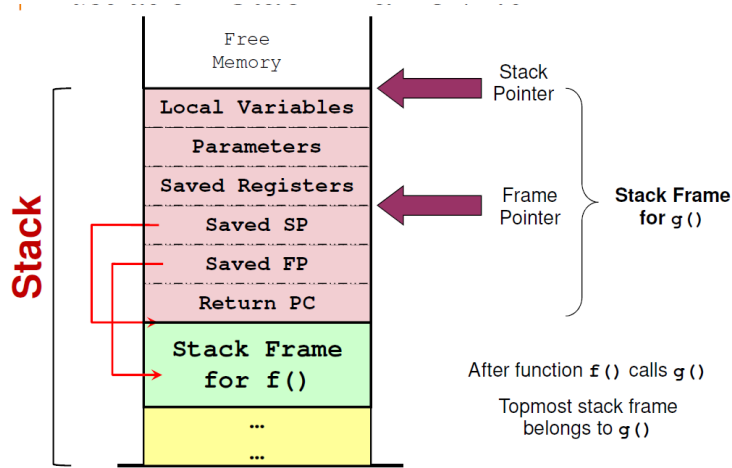 Free
Memory
Stack
Pointer
Local Variables
Parameters
Saved Registers
Frame
Pointer
Stack Frame
for g()
Saved SP
Saved FP
Return PC
Stack
Stack Frame
for f()
After function f() calls g()
Topmost stack frame
belongs to g()
...
...